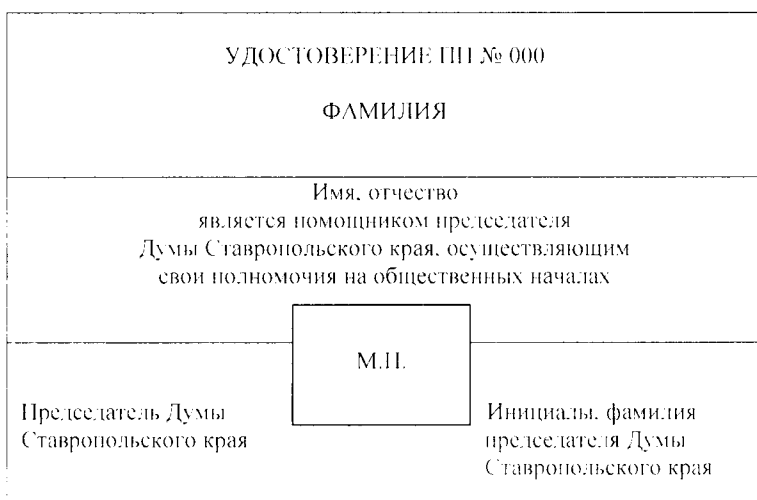 УДОСТОВЕРЕНИЕ ПП № 000
ФАМИЛИЯ
Имя, отчество
является помощником председателя
Думы Ставропольского края, осуществляющим
свои полномочия на общественных началах
М.П.
Председатель Думы
Ставропольского края
Инициалы, фамилия
председателя Думы
Ставропольского края